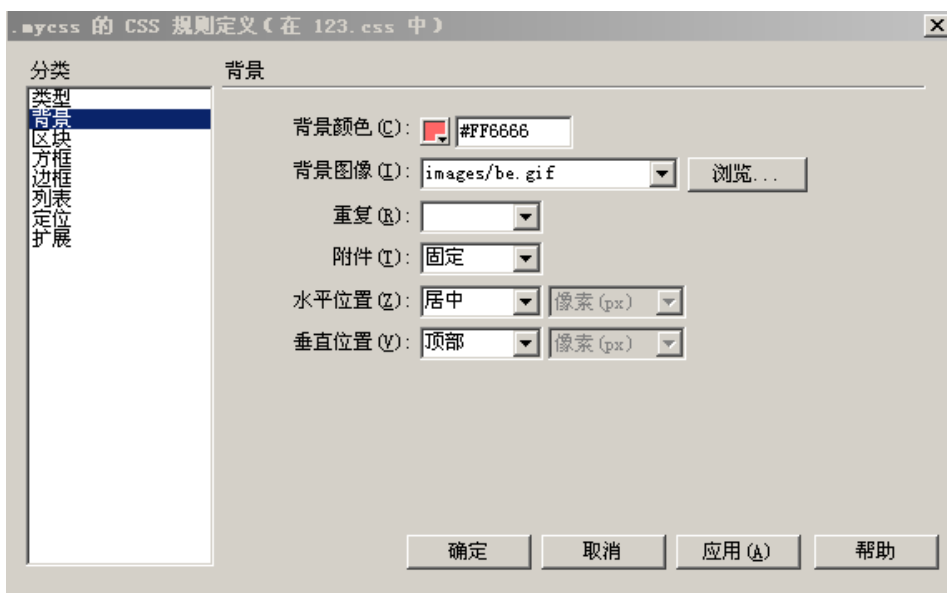 .mycss 的 CSS 规则定义(在 123.css 中)
分类
背景
类型
背景
区块
方框
边框
列表
定位
扩展
背景颜色(C): #FF6666
背景图像(I): images/be.gif 浏览...
重复(R):
附件(T): 固定
水平位置(Z): 居中 像素(px)
垂直位置(V): 顶部 像素(px)
确定 取消 应用(A) 帮助